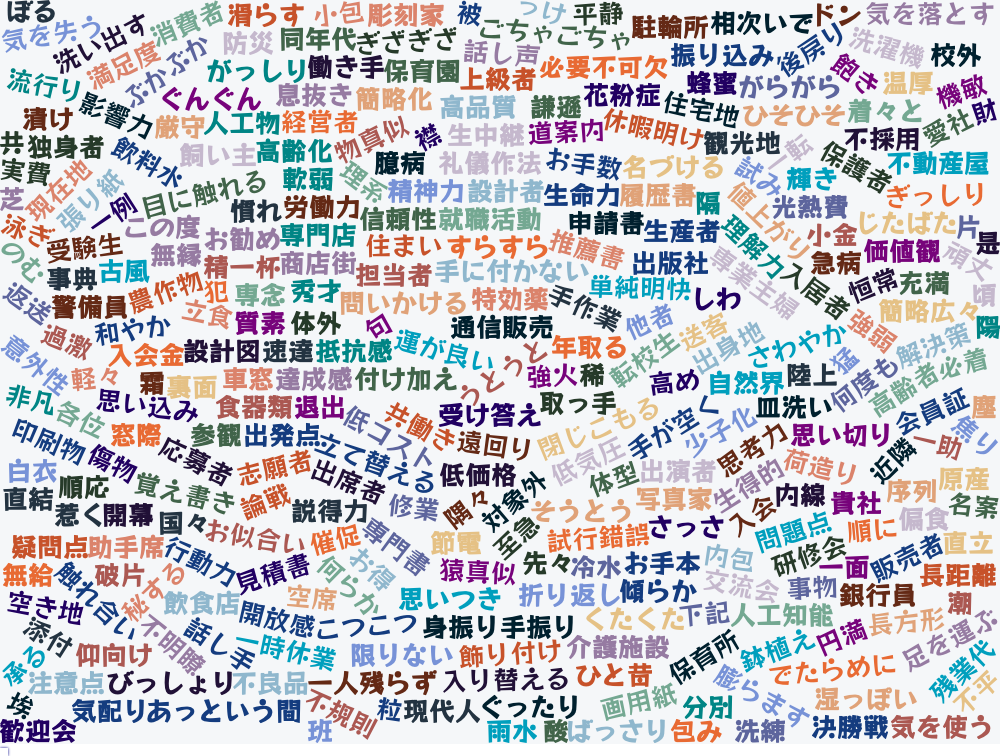 ぼる
気を失う
洗い出す
消費者
滑らす
小包
彫刻家
被
つけ
平静
駐輪所
相次いで
ドン
気を落とす
満足度
ぷかぷか
防災
同年代
ぎざぎざ
ごちゃごちゃ
話し声
振り込み
後戻り
洗濯機
校外
流行り
がっしり
働き手
保育園
上級者
必要不可欠
蜂蜜
がらがら
飽き
温厚
機敏
漬け
影響力
ぐんぐん
息抜き
簡略化
高品質
謙遜
花粉症
住宅地
ひそひそ
着々と
愛社
財
共
独身者
厳守
人工物
経営者
物真似
襟
生中継
道案内
休暇明け
観光地
一転
不採用
実費
現在地
飲料水
飼い主
高齢化
臆病
礼儀作法
お手数
名づける
試み
輝き
保護者
不動産屋
芝
張り紙
一例
目に触れる
軟弱
理系
精神力
設計者
生命力
履歴書
隔
値上がり
光熱費
ぎっしり
泳ぎ
受験生
この度
慣れ
労働力
信頼性
就職活動
申請書
生産者
理解力
小金
じたばた
片
是
のむ
無縁
お勧め
専門店
住まい
すらすら
推薦書
出版社
専業主婦
急病
価値観
頑丈
事典
古風
精一杯
商店街
担当者
手に付かない
単純明快
しわ
入居者
恒常
充満
頃
返送
警備員
農作物
犯
専念
秀才
問いかける
特効薬
手作業
他者
簡略
広々
過激
和やか
立食
質素
体外
句
通信販売
送客
出身地
さわやか
強弱
陽
意外性
入会金
設計図
速達
抵抗感
運が良い
うとうと
年取る
転校生
猛
解決策
軽々
霜
裏面
車窓
達成感
付け加え
強火
稀
高め
自然界
陸上
何度も
高齢者
必着
非凡
各位
思い込み
食器類
退出
低コスト
共働き
受け答え
取っ手
手が空く
少子化
皿洗い
会員証
塵
印刷物
傷物
窓際
参観
出発点
立て替える
遠回り
閉じこもる
思考力
思い切り
近隣
一助
焦り
白衣
応募者
志願者
出席者
低価格
低気圧
体型
出演者
生得的
荷造り
原産
直結
順応
覚え書き
論戦
説得力
修業
隅々
対象外
そうとう
写真家
入会
内線
貴社
序列
名案
惹く
開幕
国々
お似合い
催促
専門書
節電
至急
試行錯誤
さっさ
問題点
順に
偏食
疑問点
助手席
行動力
見積書
お得
猿真似
先々
冷水
お手本
内包
研修会
一面
販売者
直立
無給
触れ合い
破片
秘する
何らか
空席
思いつき
折り返し
傾らか
交流会
事物
銀行員
長距離
空き地
飲食店
開放感
こつこつ
身振り手振り
くたくた
下記
人工知能
長方形
潮
添付
不明瞭
話し手
一時休業
限りない
飾り付け
介護施設
保育所
鉢植え
円満
足を運ぶ
仰向け
注意点
びっしょり
不良品
一人残らず
入り替える
ひと昔
膨らます
でたらめに
残業代
不平
埃
気配り
あっという間
不規則
粒
現代人
ぐったり
画用紙
分別
湿っぽい
歓迎会
班
雨水
酸
ばっさり
包み
洗練
決勝戦
気を使う